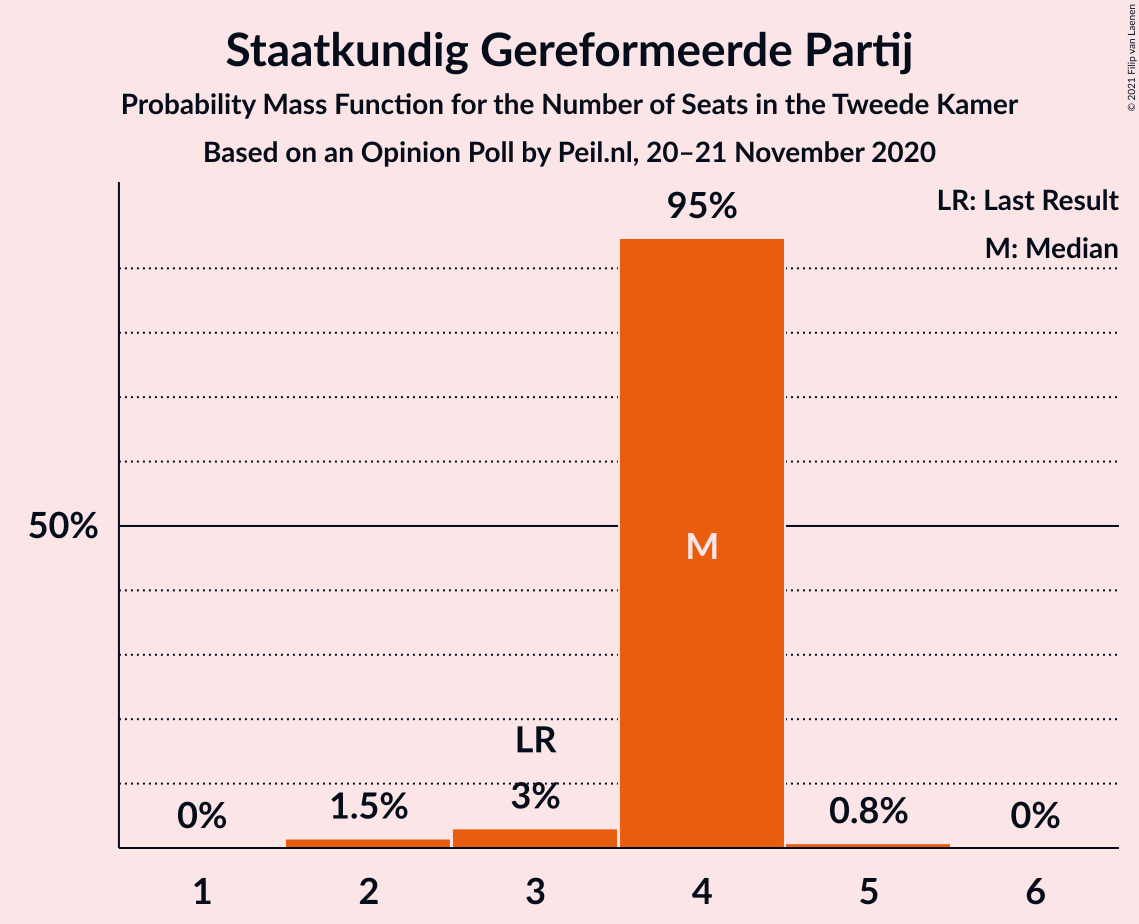 Staatkundig Gereformeerde Partij
Probability Mass Function for the Number of Seats in the Tweede Kamer
Based on an Opinion Poll by Peil.nl, 20–21 November 2020
© 2021 Filip van Laenen
LR: Last Result
M: Median
95%
50%
M
LR
0%
1.5%
3%
0.8%
0%
1 2 3 4 5 6